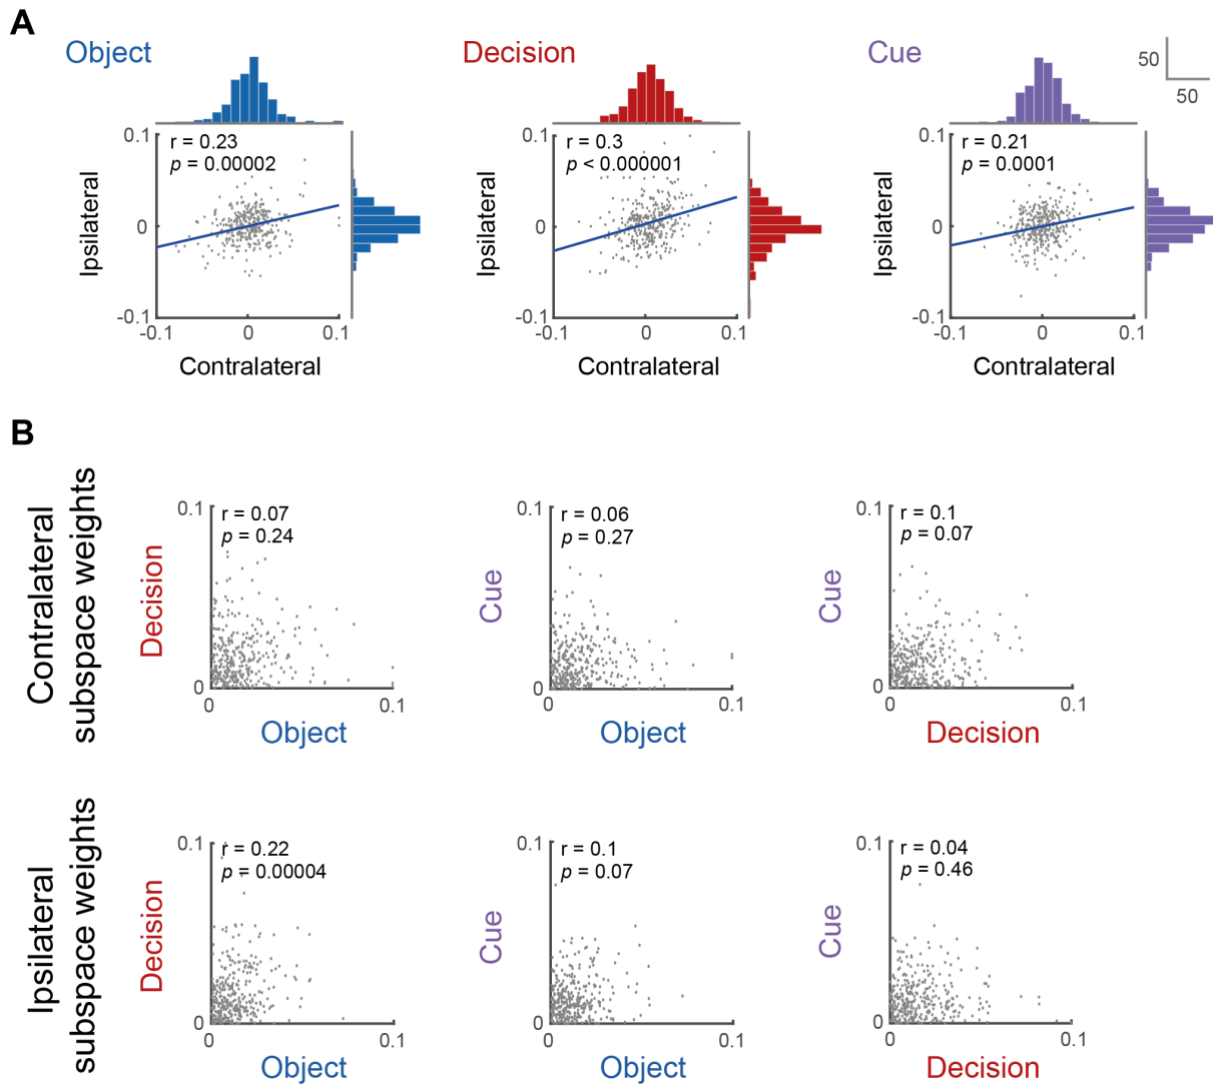 A
Object
Decision
Cue
50
50
0.1
r = 0.23
p = 0.00002
Ipsilateral
0
-0.1
-0.1
0
0.1
Contralateral
0.1
r = 0.3
p < 0.000001
Ipsilateral
0
-0.1
-0.1
0
0.1
Contralateral
0.1
r = 0.21
p = 0.0001
Ipsilateral
0
-0.1
-0.1
0
0.1
Contralateral
B
Contralateral
subspace weights
0.1
r = 0.07
p = 0.24
Decision
0
0
0.1
Object
0.1
r = 0.06
p = 0.27
Cue
0
0
0.1
Object
0.1
r = 0.1
p = 0.07
Cue
0
0
0.1
Decision
Ipsilateral
subspace weights
0.1
r = 0.22
p = 0.00004
Decision
0
0
0.1
Object
0.1
r = 0.1
p = 0.07
Cue
0
0
0.1
Object
0.1
r = 0.04
p = 0.46
Cue
0
0
0.1
Decision